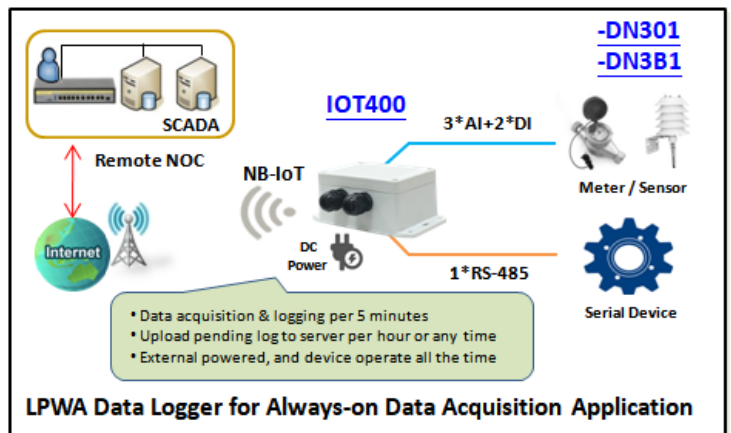 -DN301
-DN3B1
SCADA
IOT400
3*AI+2*DI
Remote NOC
NB-IoT
Meter / Sensor
Internet
DC
Power
1*RS-485
Serial Device
• Data acquisition & logging per 5 minutes
• Upload pending log to server per hour or any time
• External powered, and device operate all the time
LPWA Data Logger for Always-on Data Acquisition Application